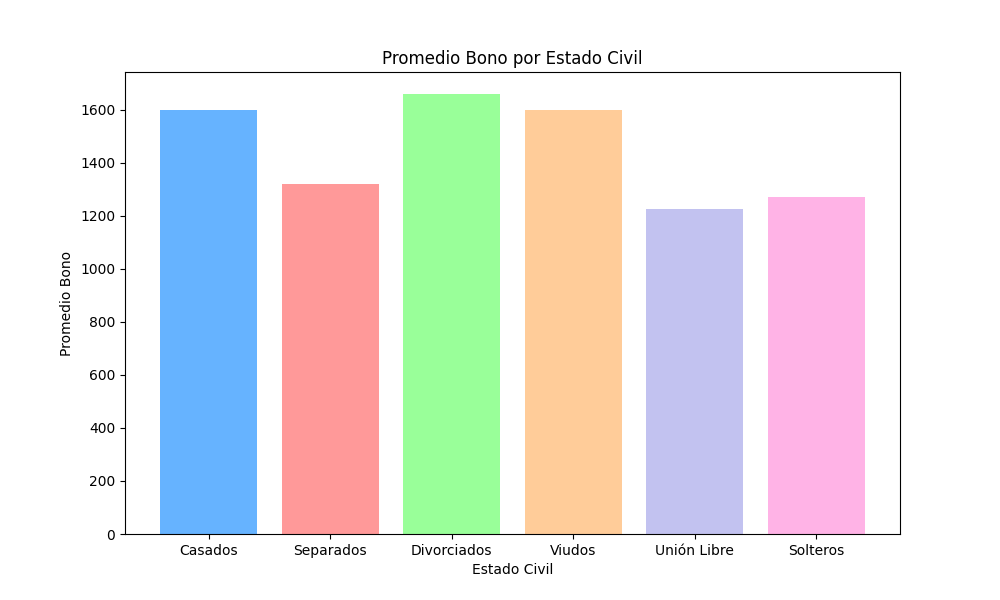 Promedio Bono por Estado Civil
Promedio Bono
1600
1400
1200
1000
800
600
400
200
0
Casados Separados Divorciados Viudos Unión Libre Solteros
Estado Civil